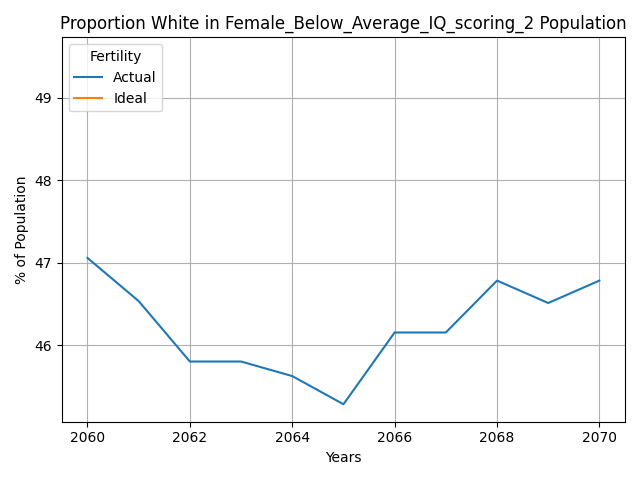 Proportion White in Female_Below_Average_IQ_scoring_2 Population
Fertility
Actual
Ideal
49
48
47
46
% of Population
2060 2062 2064 2066 2068 2070
Years